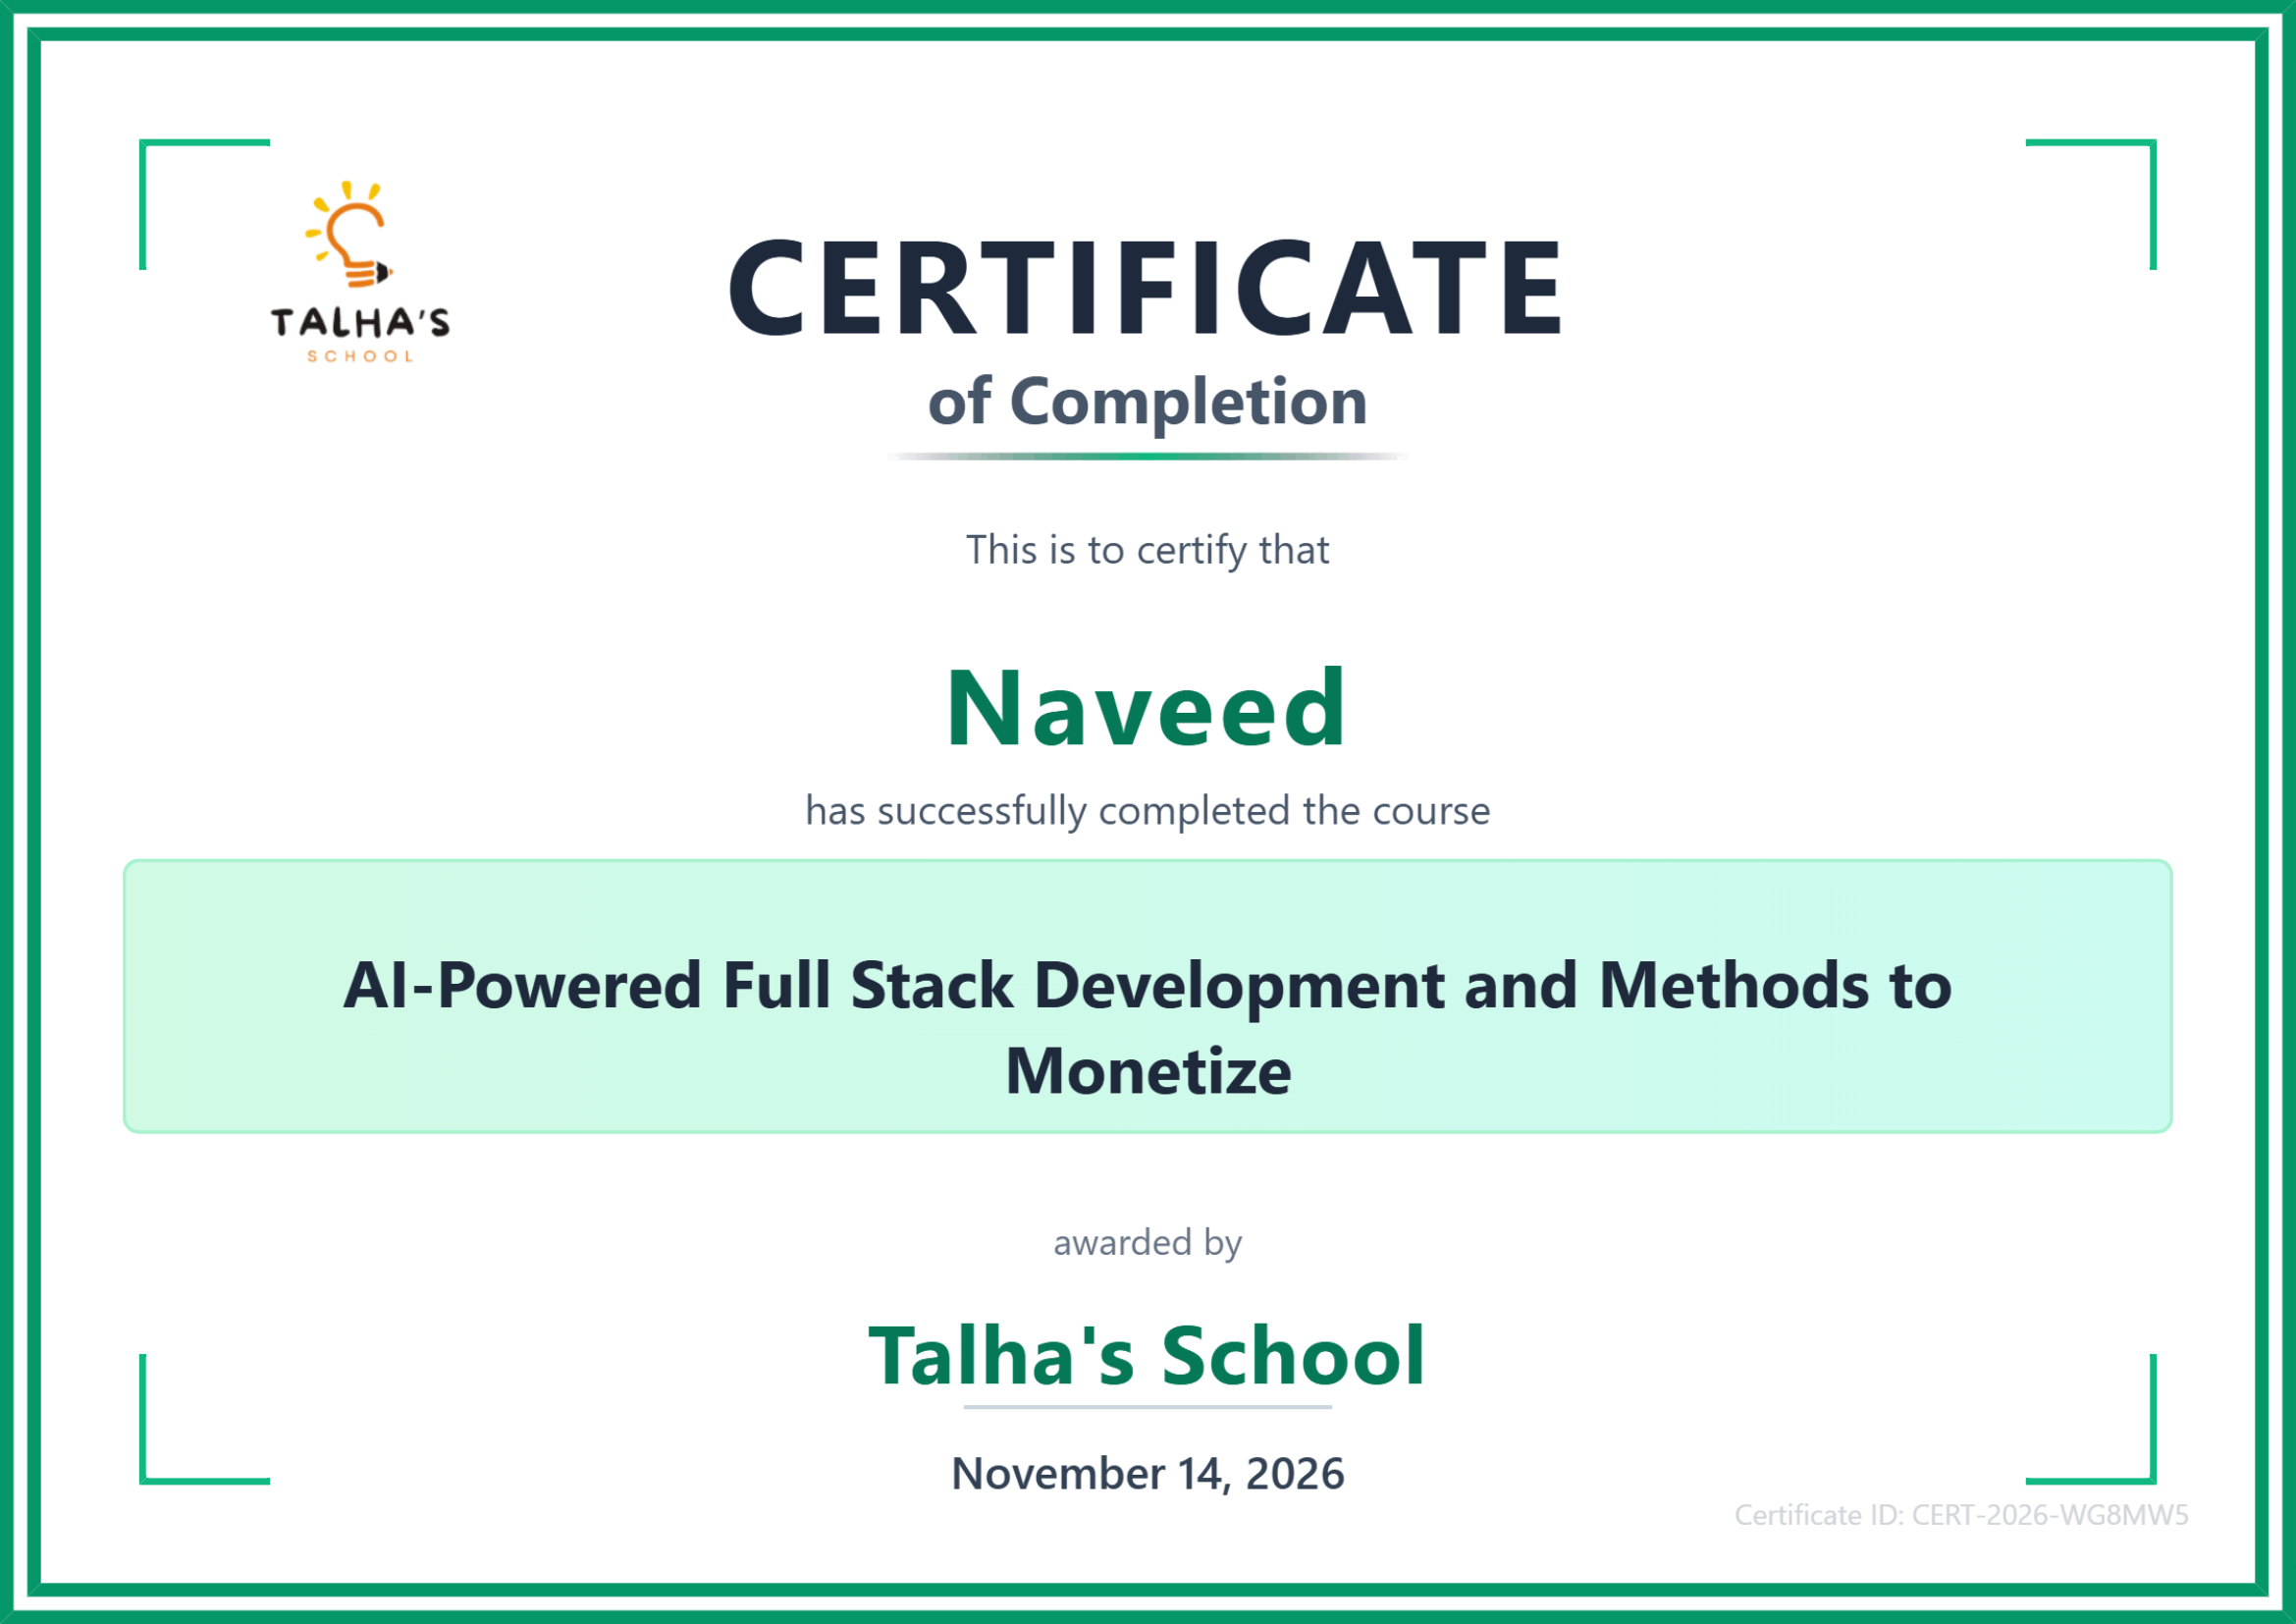 TALHA'S
SCHOOL
CERTIFICATE
of Completion
This is to certify that
Naveed
has successfully completed the course
AI-Powered Full Stack Development and Methods to
Monetize
awarded by
Talha's School
November 14, 2026
Certificate ID: CERT-2026-WG8MW5